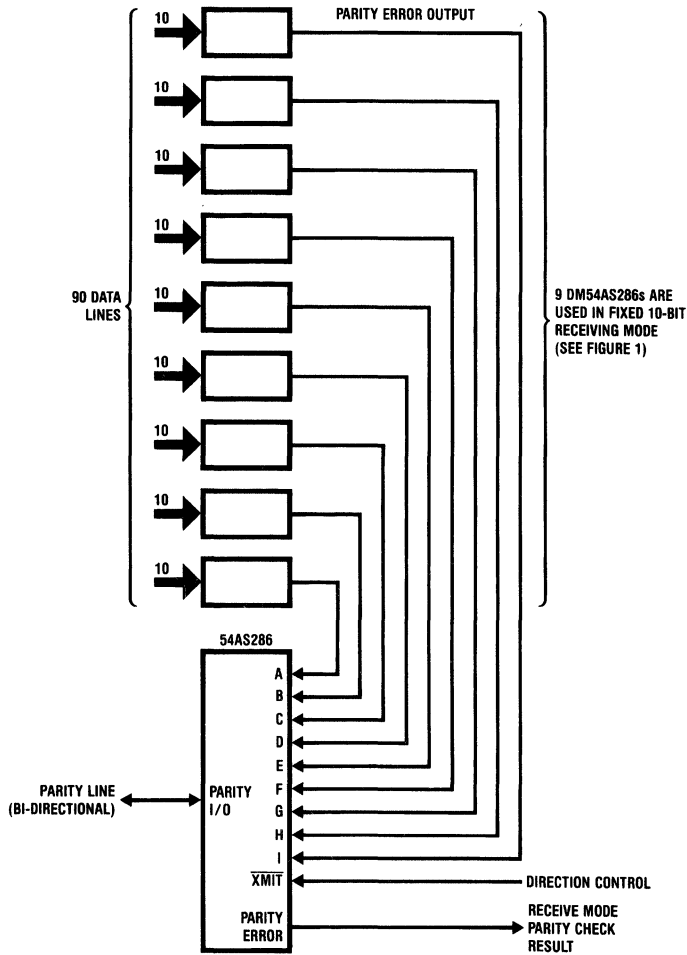 PARITY ERROR OUTPUT
10
10
10
10
10
10
10
10
10
90 DATA
LINES
9 DM54AS286s ARE
USED IN FIXED 10-BIT
RECEIVING MODE
(SEE FIGURE 1)
54AS286
A
B
C
D
E
F
G
H
I
XMIT
PARITY
ERROR
PARITY
I/O
PARITY LINE
(BI-DIRECTIONAL)
DIRECTION CONTROL
RECEIVE MODE
PARITY CHECK
RESULT